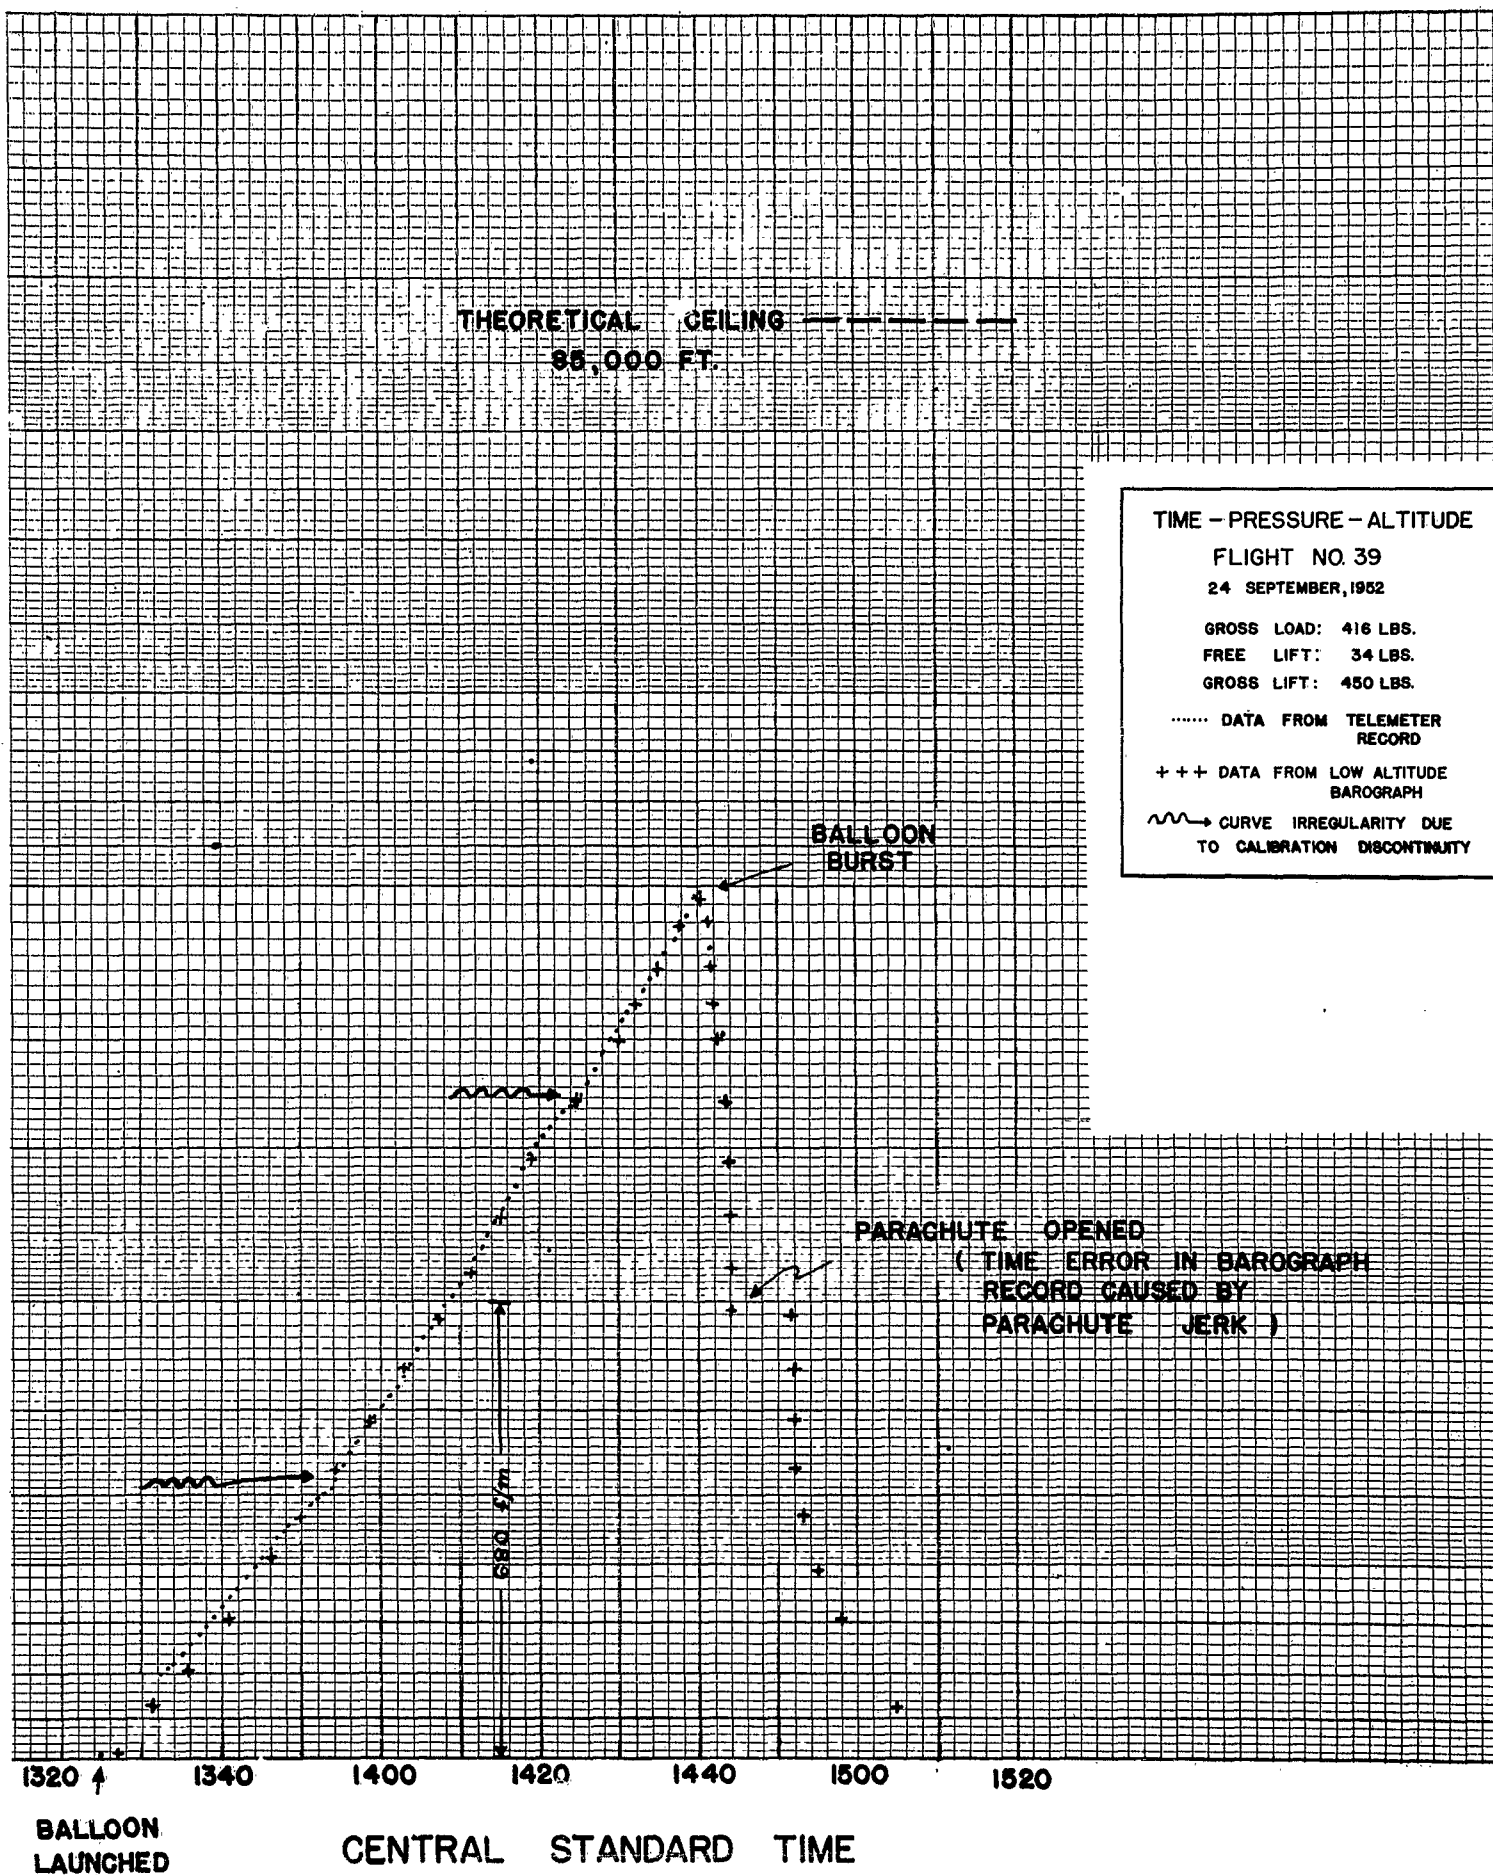 THEORETICAL CEILING
85,000 FT.
TIME - PRESSURE - ALTITUDE
FLIGHT NO. 39
24 SEPTEMBER, 1952
GROSS LOAD: 416 LBS.
FREE LIFT: 34 LBS.
GROSS LIFT: 450 LBS.
DATA FROM TELEMETER
RECORD
+ + + DATA FROM LOW ALTITUDE
BAROGRAPH
CURVE IRREGULARITY DUE
TO CALIBRATION DISCONTINUITY
BALLOON
BURST
PARACHUTE OPENED
( TIME ERROR IN BAROGRAPH
RECORD CAUSED BY
PARACHUTE JERK )
680 f/m
1320 1340 1400 1420 1440 1500 1520
BALLOON
LAUNCHED
CENTRAL STANDARD TIME